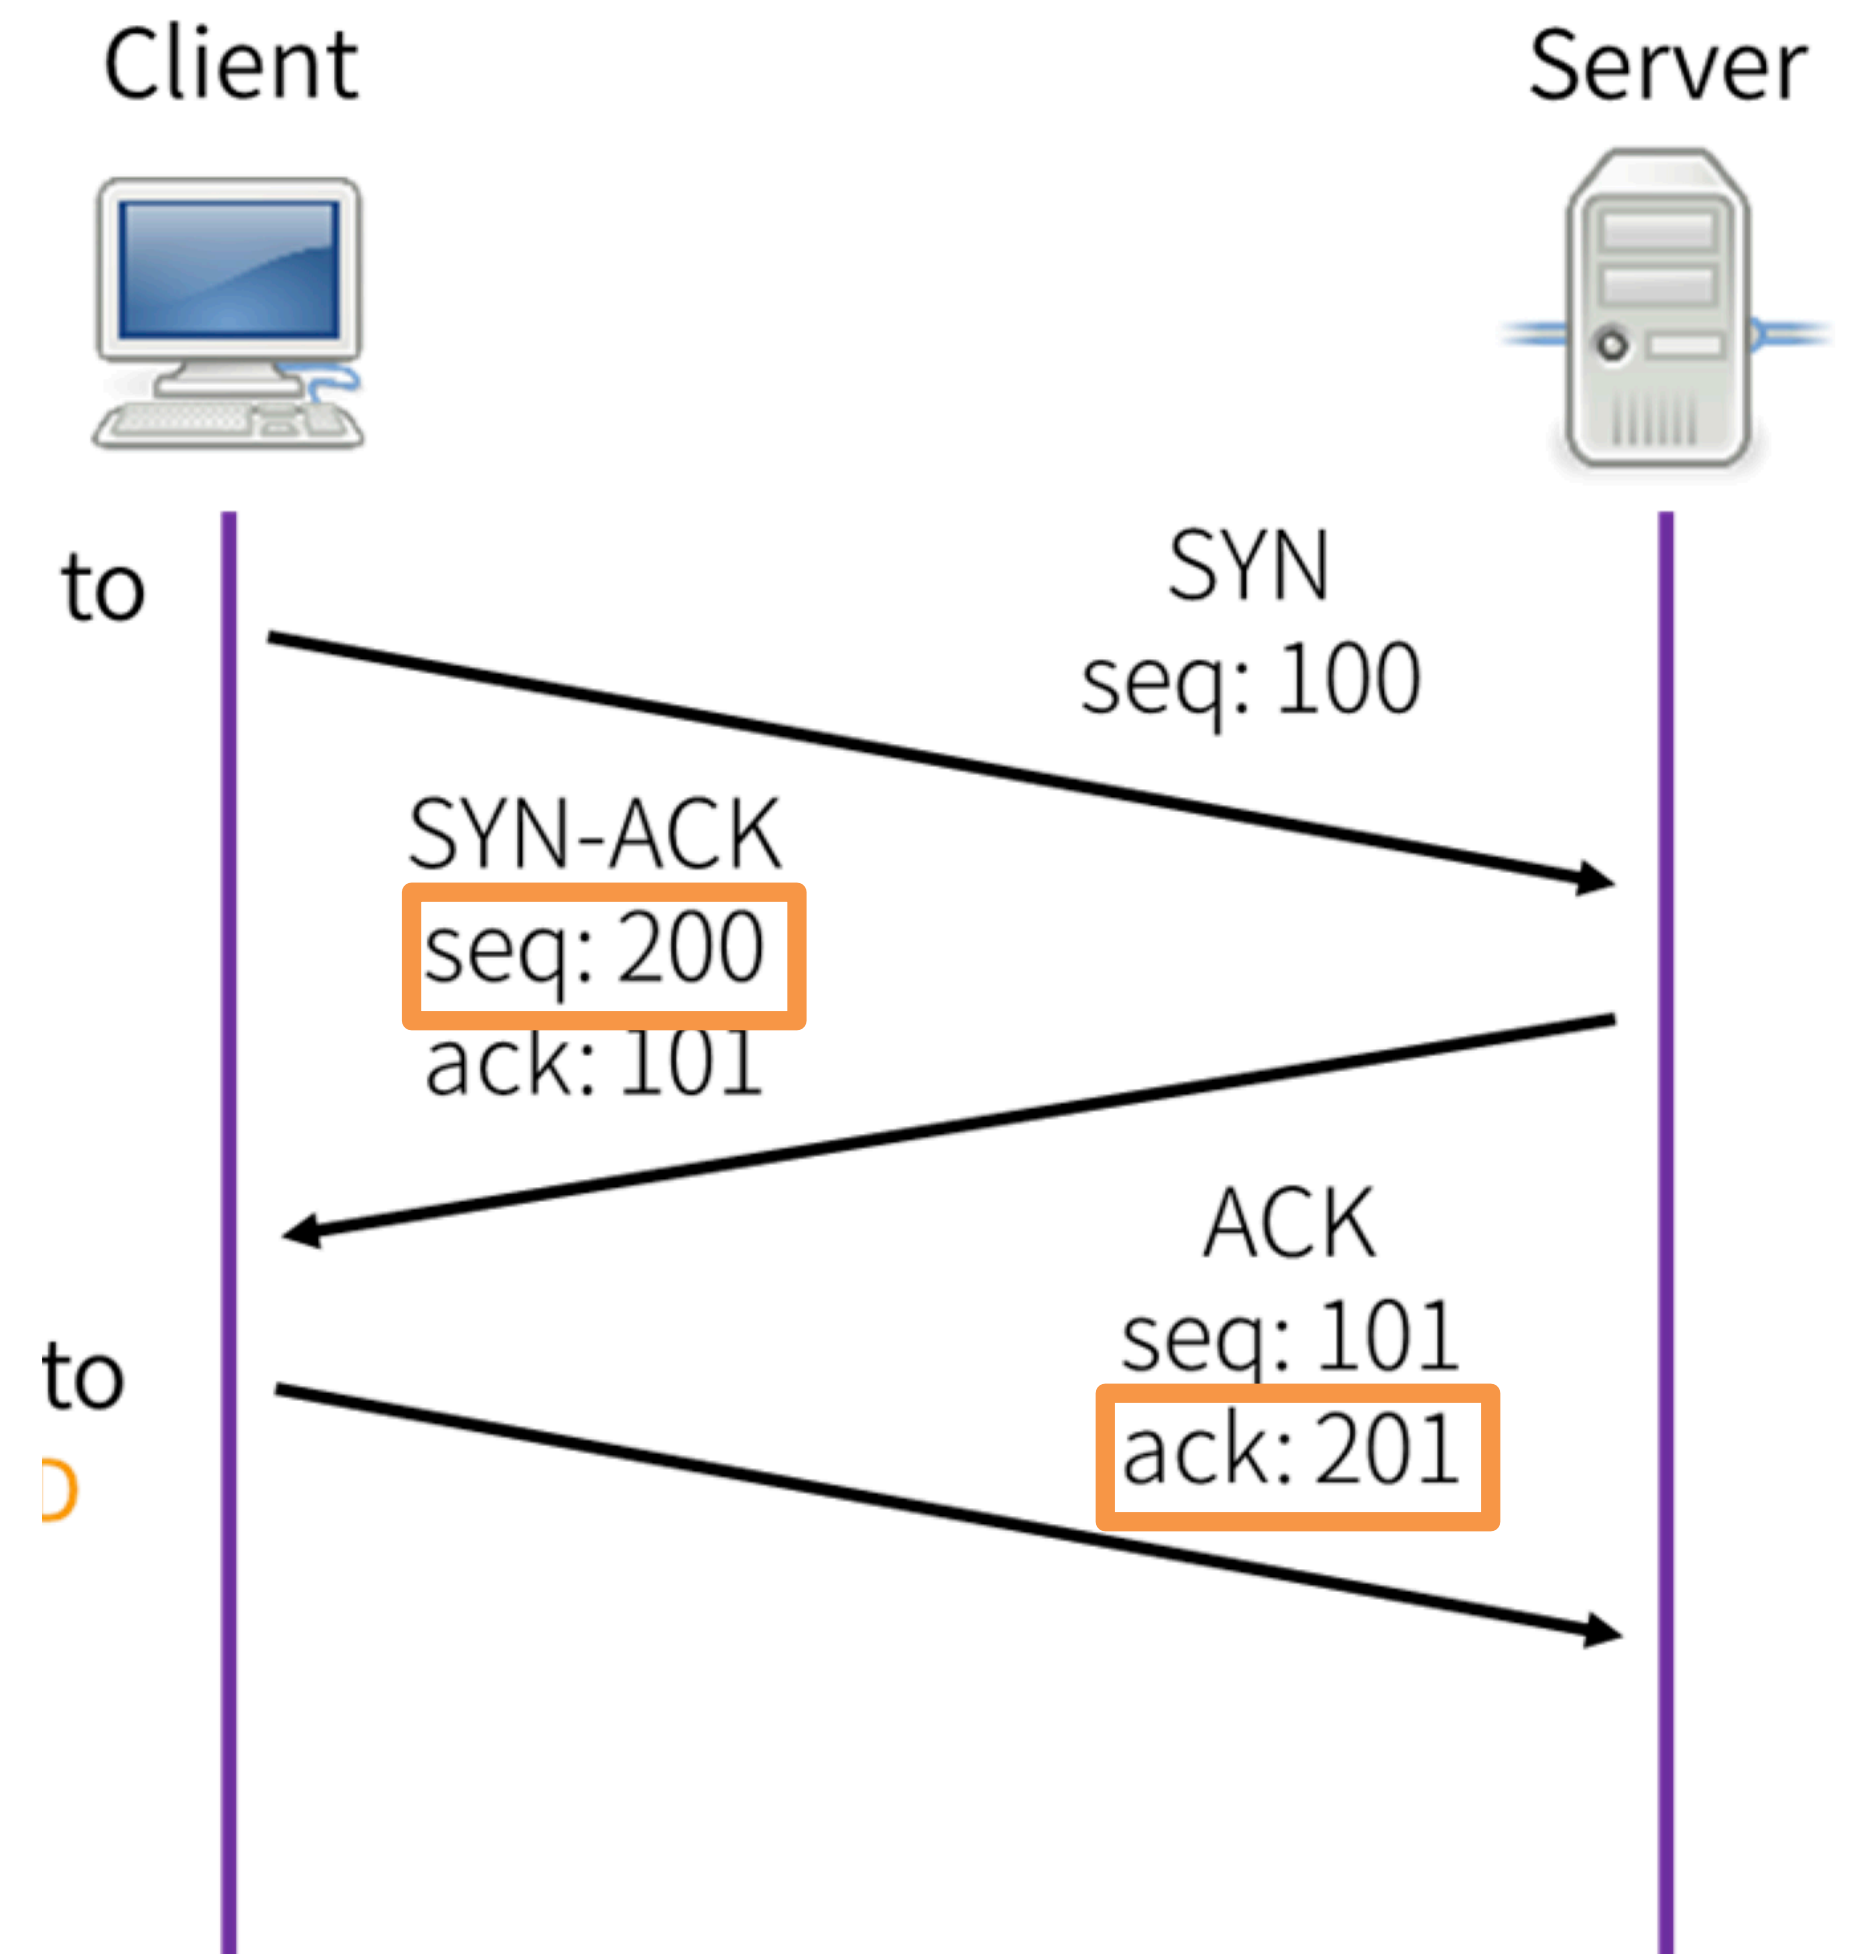 Client
Server
to
SYN
seq: 100
SYN-ACK
seq: 200
ack: 101
ACK
seq: 101
ack: 201
to
D